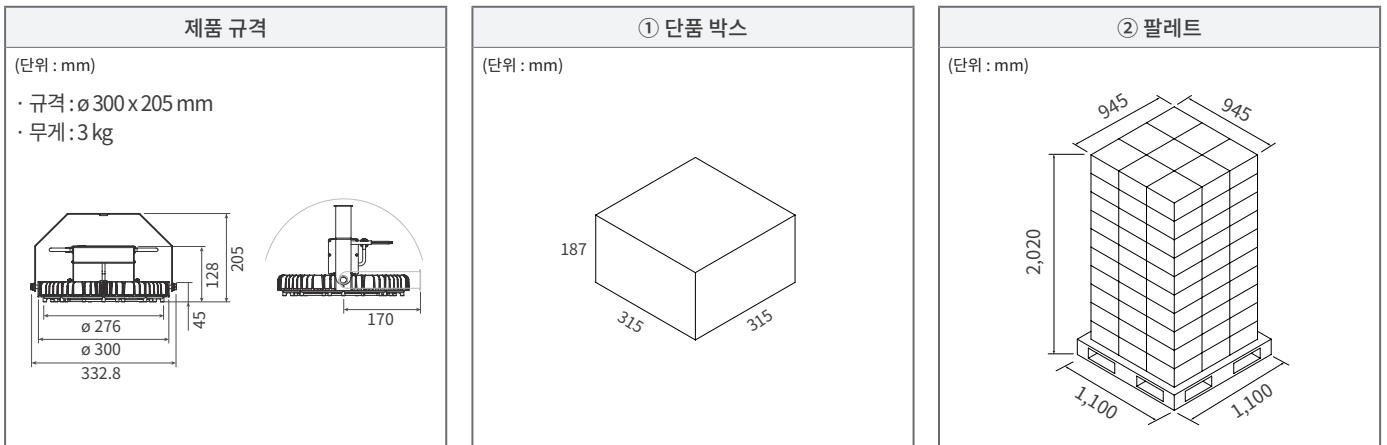 제품 규격
(단위 : mm)
· 규격 : ø 300 x 205 mm
· 무게 : 3 kg
205
128
45
ø 276
ø 300
332.8
170
① 단품 박스
(단위 : mm)
187
315
315
② 팔레트
(단위 : mm)
945
945
2,020
1,100
1,100